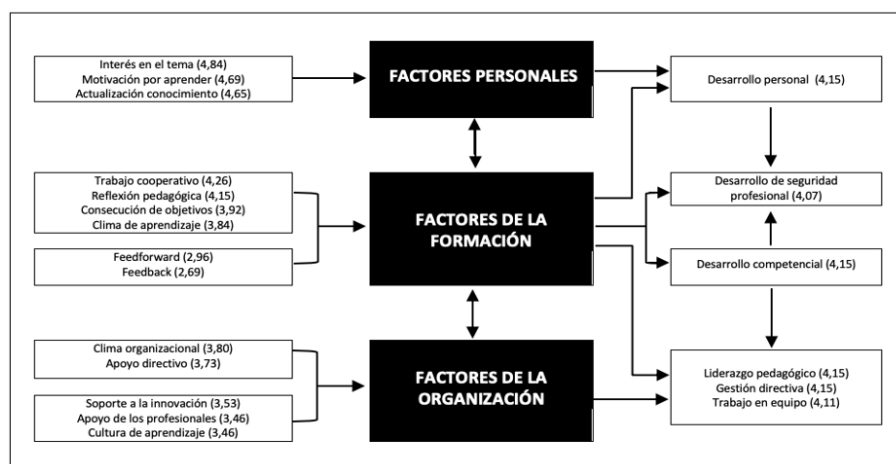 Interés en el tema (4,84)
Motivación por aprender (4,69)
Actualización conocimiento (4,65)
FACTORES PERSONALES
Desarrollo personal (4,15)
Trabajo cooperativo (4,26)
Reflexión pedagógica (4,15)
Consecución de objetivos (3,92)
Clima de aprendizaje (3,84)
Feedforward (2,96)
Feedback (2,69)
FACTORES DE LA
FORMACIÓN
Desarrollo de seguridad
profesional (4,07)
Desarrollo competencial (4,15)
Clima organizacional (3,80)
Apoyo directivo (3,73)
Soporte a la innovación (3,53)
Apoyo de los profesionales (3,46)
Cultura de aprendizaje (3,46)
FACTORES DE LA
ORGANIZACIÓN
Liderazgo pedagógico (4,15)
Gestión directiva (4,15)
Trabajo en equipo (4,11)